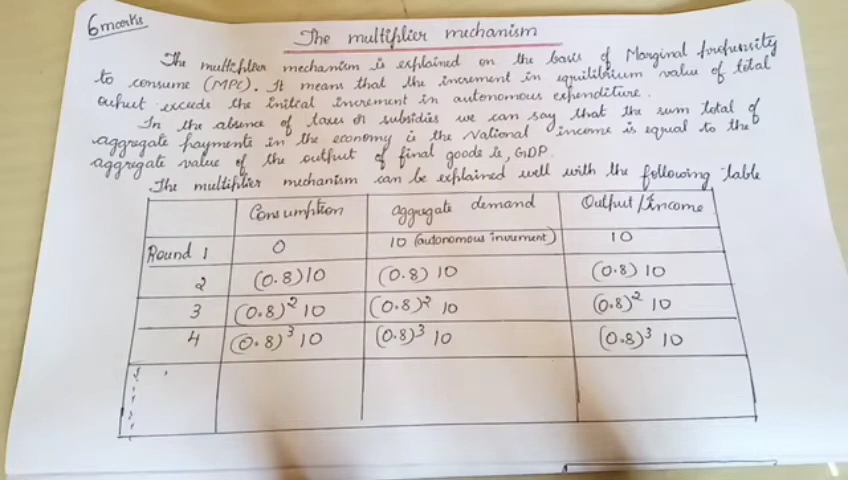 6 marks
The multiplier mechanism
The multiplier mechanism is explained on the basis of Marginal propensity
to consume (MPC). It means that the increment in equilibrium value of total
output exceeds the initial increment in autonomous expenditure.
In the absence of taxes or subsidies we can say that the sum total of
aggregate payments in the economy ie the National income is equal to the
aggregate value of the output of final goods ie, GDP.
The multiplier mechanism can be explained well with the following table
Consumption aggregate demand Output/Income
Round 1 0 10 (autonomous increment) 10
2 (0.8)10 (0.8) 10 (0.8) 10
3 (0.8)² 10 (0.8)² 10 (0.8)² 10
4 (0.8)³ 10 (0.8)³ 10 (0.8)³ 10